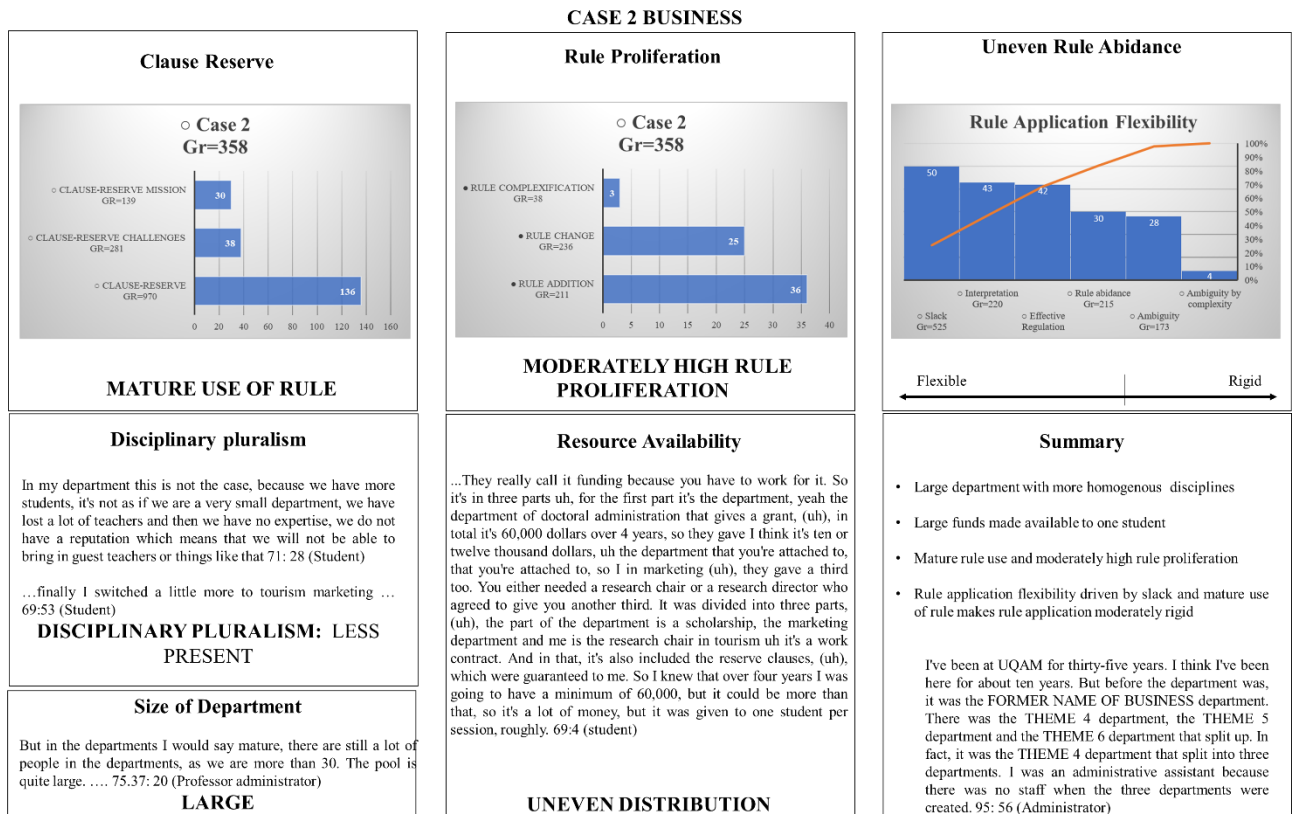 CASE 2 BUSINESS
Clause Reserve
○ Case 2
Gr=358
○ CLAUSE-RESERVE MISSION
GR=139
30
○ CLAUSE-RESERVE CHALLENGES
GR=281
38
○ CLAUSE-RESERVE
GR=970
136
0 20 40 60 80 100 120 140 160
MATURE USE OF RULE
Rule Proliferation
○ Case 2
Gr=358
● RULE COMPLEXIFICATION
GR=38
3
● RULE CHANGE
GR=236
25
● RULE ADDITION
GR=211
36
0 5 10 15 20 25 30 35 40
MODERATELY HIGH RULE
PROLIFERATION
Uneven Rule Abidance
Rule Application Flexibility
50 43 42 30 28 4
100%
90%
80%
70%
60%
50%
40%
30%
20%
10%
0%
○ Slack
Gr=525
○ Interpretation
Gr=220
○ Effective
Regulation
○ Rule abidance
Gr=215
○ Ambiguity
Gr=173
○ Ambiguity by
complexity
Flexible Rigid
Disciplinary pluralism
In my department this is not the case, because we have more
students, it's not as if we are a very small department, we have
lost a lot of teachers and then we have no expertise, we do not
have a reputation which means that we will not be able to
bring in guest teachers or things like that 71: 28 (Student)
…finally I switched a little more to tourism marketing …
69:53 (Student)
DISCIPLINARY PLURALISM: LESS
PRESENT
Size of Department
But in the departments I would say mature, there are still a lot of
people in the departments, as we are more than 30. The pool is
quite large. …. 75.37: 20 (Professor administrator)
LARGE
Resource Availability
...They really call it funding because you have to work for it. So
it's in three parts uh, for the first part it's the department, yeah the
department of doctoral administration that gives a grant, (uh), in
total it's 60,000 dollars over 4 years, so they gave I think it's ten or
twelve thousand dollars, uh the department that you're attached to,
that you're attached to, so I in marketing (uh), they gave a third
too. You either needed a research chair or a research director who
agreed to give you another third. It was divided into three parts,
(uh), the part of the department is a scholarship, the marketing
department and me is the research chair in tourism uh it's a work
contract. And in that, it's also included the reserve clauses, (uh),
which were guaranteed to me. So I knew that over four years I was
going to have a minimum of 60,000, but it could be more than
that, so it's a lot of money, but it was given to one student per
session, roughly. 69:4 (student)
UNEVEN DISTRIBUTION
Summary
• Large department with more homogenous disciplines
• Large funds made available to one student
• Mature rule use and moderately high rule proliferation
• Rule application flexibility driven by slack and mature use
of rule makes rule application moderately rigid
I've been at UQAM for thirty-five years. I think I've been
here for about ten years. But before the department was,
it was the FORMER NAME OF BUSINESS department.
There was the THEME 4 department, the THEME 5
department and the THEME 6 department that split up. In
fact, it was the THEME 4 department that split into three
departments. I was an administrative assistant because
there was no staff when the three departments were
created. 95: 56 (Administrator)